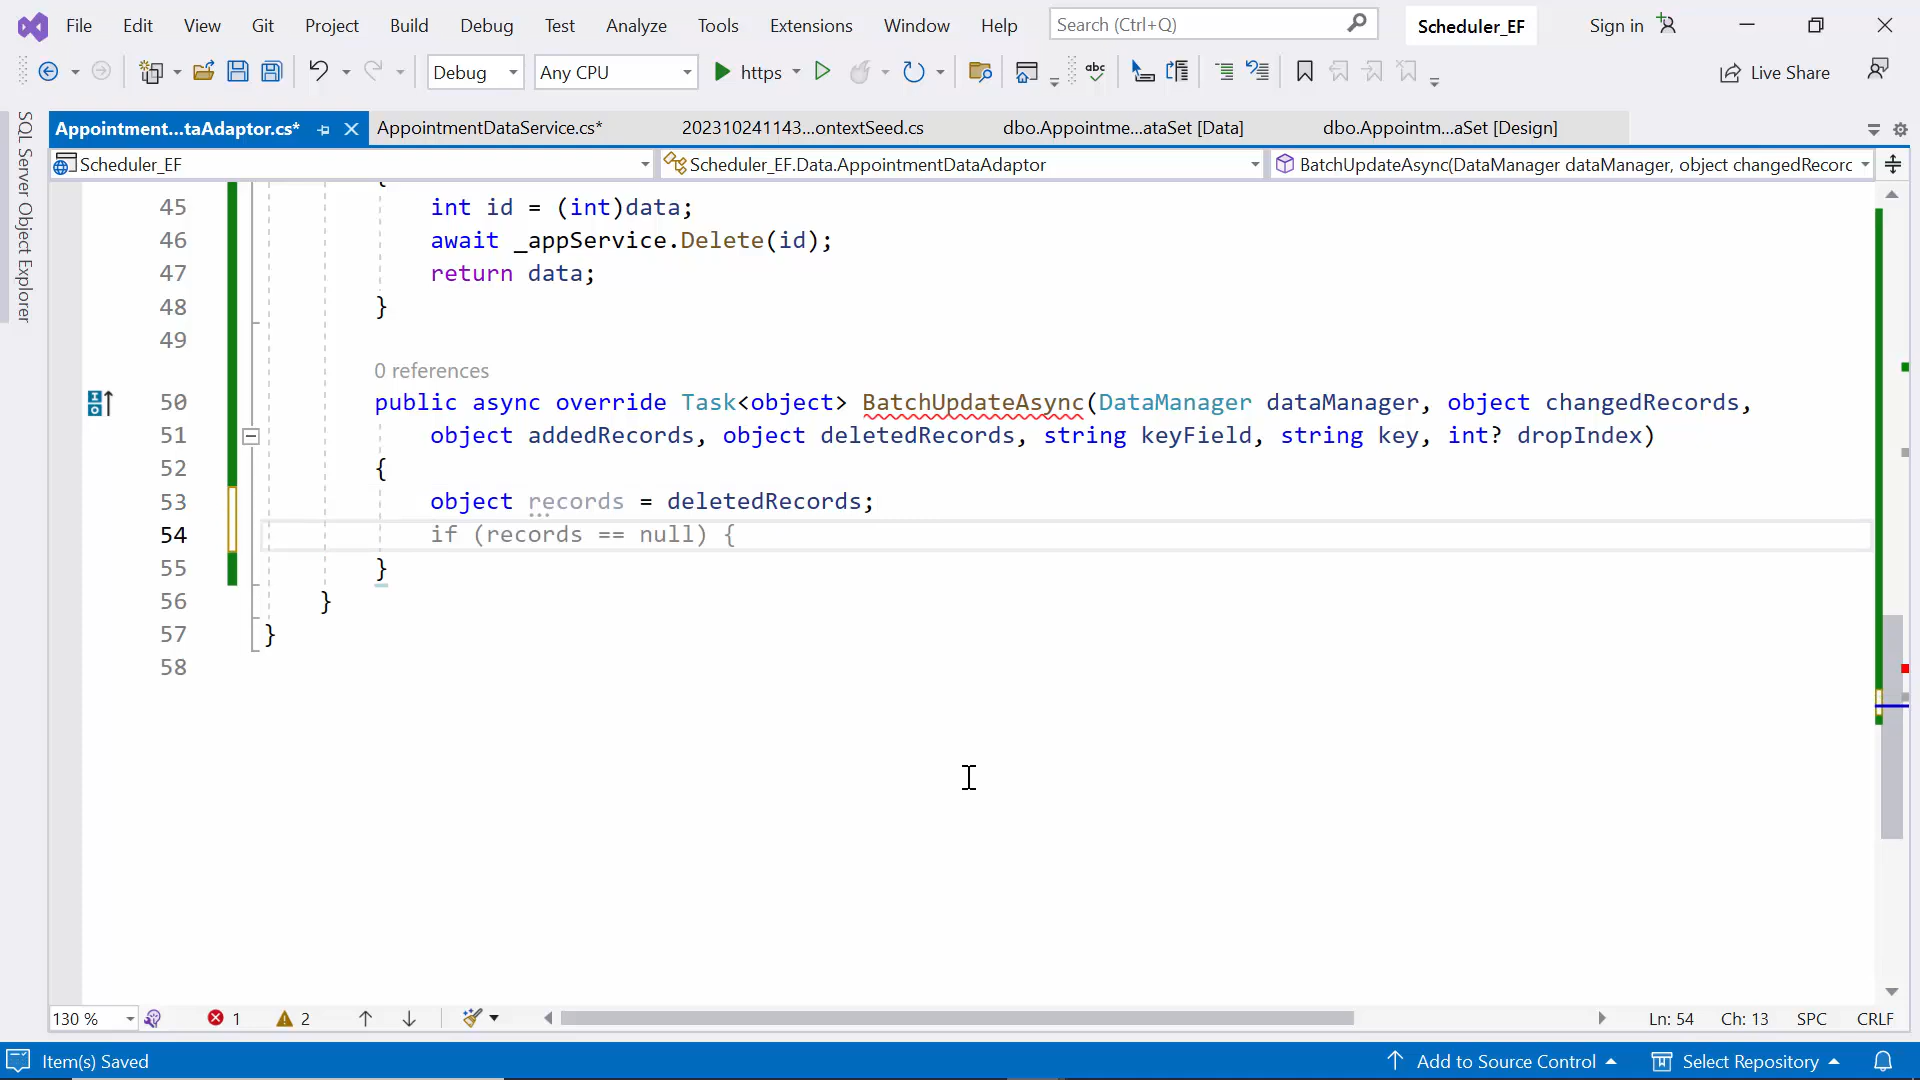 File Edit View Git Project Build Debug Test Analyze Tools Extensions Window Help Search (Ctrl+Q) Scheduler_EF Sign in
Debug Any CPU https Live Share
SQL Server Object Explorer
Appointment...taAdaptor.cs* AppointmentDataService.cs* 202310241143...ontextSeed.cs dbo.Appointme...ataSet [Data] dbo.Appointm...aSet [Design]
Scheduler_EF Scheduler_EF.Data.AppointmentDataAdaptor BatchUpdateAsync(DataManager dataManager, object changedRecorc
{
45 int id = (int)data;
46 await _appService.Delete(id);
47 return data;
48 }
49
0 references
50 public async override Task<object> BatchUpdateAsync(DataManager dataManager, object changedRecords,
51 object addedRecords, object deletedRecords, string keyField, string key, int? dropIndex)
52 {
53 object records = deletedRecords;
54 if (records == null) {
55 }
56 }
57 }
58
130 % 1 2 Ln: 54 Ch: 13 SPC CRLF
Item(s) Saved Add to Source Control Select Repository